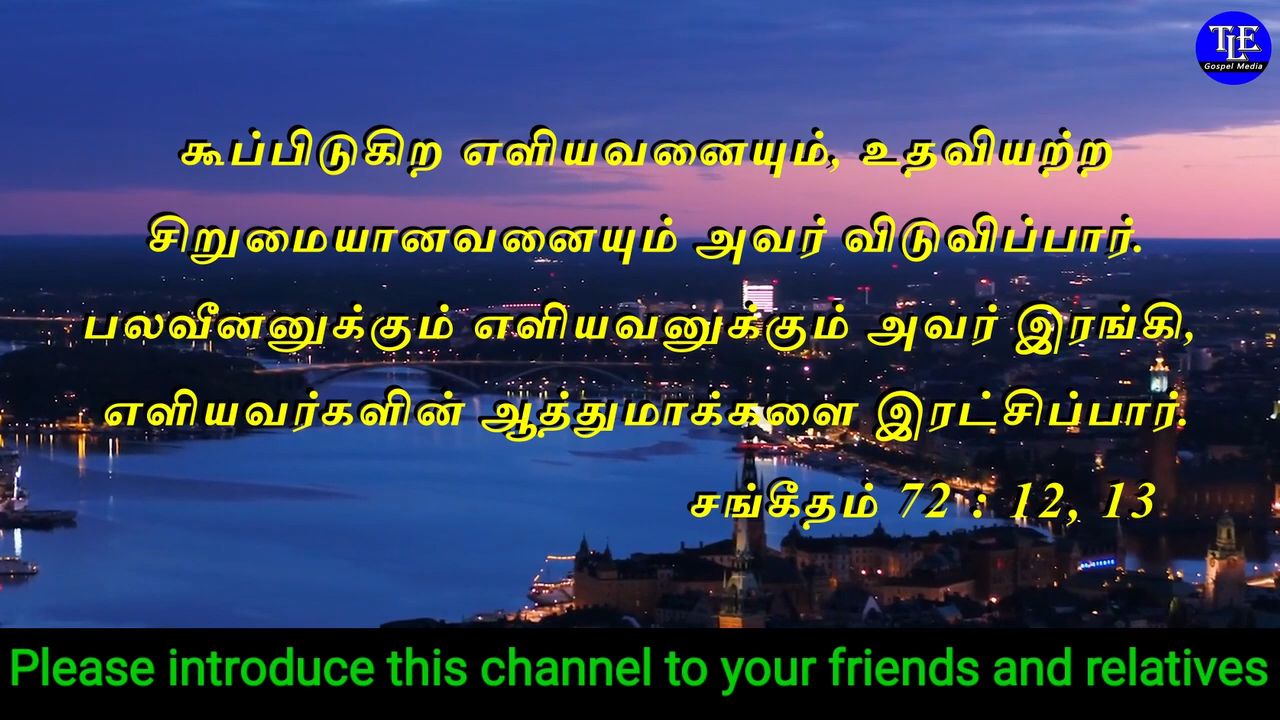 TLE
Gospel Media
கூப்பிடுகிற எளியவனையும், உதவியற்ற
சிறுமையானவனையும் அவர் விடுவிப்பார்.
பலவீனனுக்கும் எளியவனுக்கும் அவர் இரங்கி,
எளியவர்களின் ஆத்துமாக்களை இரட்சிப்பார்.
சங்கீதம் 72 : 12, 13
Please introduce this channel to your friends and relatives